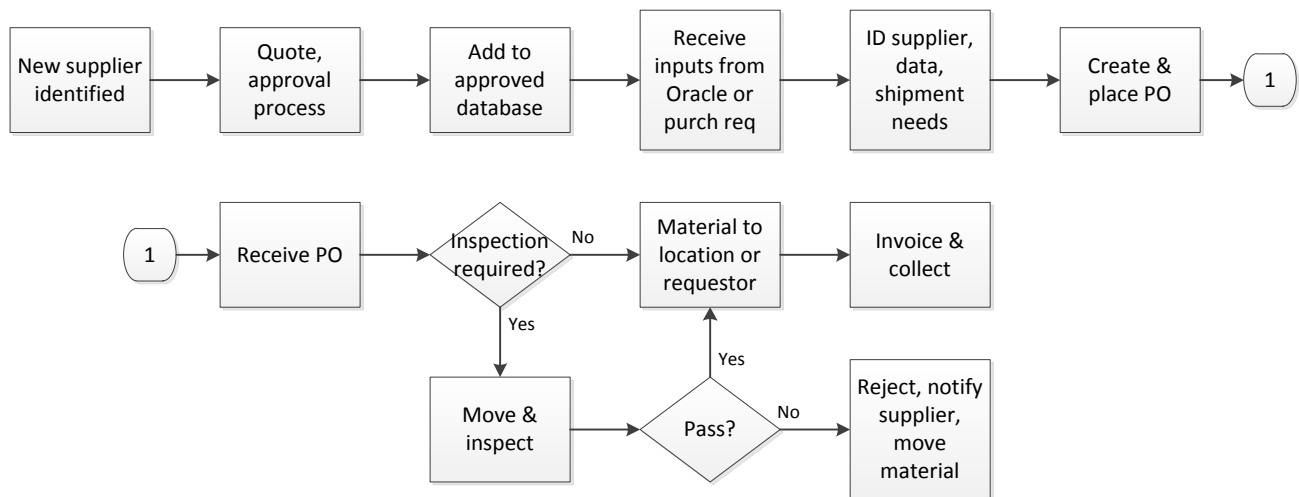 New supplier
identified
Quote,
approval
process
Add to
approved
database
Receive
inputs from
Oracle or
purch req
ID supplier,
data,
shipment
needs
Create &
place PO
1
1
Receive PO
Inspection
required?
No
Material to
location or
requestor
Invoice &
collect
Yes
Yes
Move &
inspect
Pass?
No
Reject, notify
supplier,
move
material